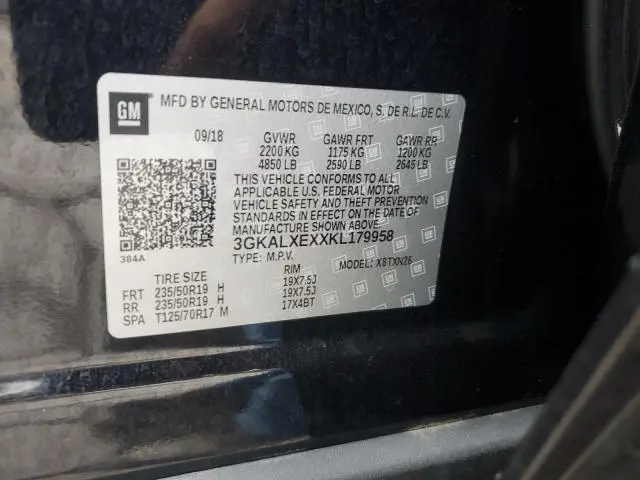 GM
MFD BY GENERAL MOTORS DE MEXICO, S. DE R.L. DE C.V.
09/18 GVWR GAWR FRT GAWR RR
2200 KG 1175 KG 1200 KG
4850 LB 2590 LB 2645 LB
THIS VEHICLE CONFORMS TO ALL
APPLICABLE U.S. FEDERAL MOTOR
VEHICLE SAFETY AND THEFT PREVENTION
STANDARDS IN EFFECT ON THE DATE OF
MANUFACTURE SHOWN ABOVE.
3GKALXEXXKL179958
384A
TYPE: M.P.V. MODEL: X8TXN26
TIRE SIZE RIM
FRT 235/50R19 H 19X7.5J
RR 235/50R19 H 19X7.5J
SPA T125/70R17 M 17X4BT